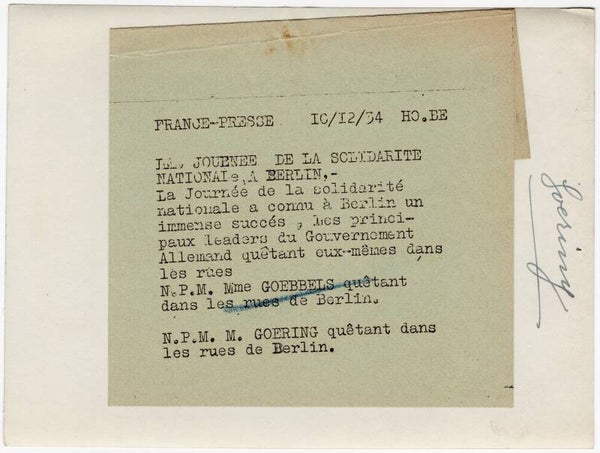 FRANCE-PRESSE 10/12/34 HO.BE
LA JOURNEE DE LA SOLIDARITE
NATIONALE A BERLIN,-
La Journée de la solidarité
nationale a connu à Berlin un
immense succés , Les princi-
paux leaders du Gouvernement
Allemand quêtant eux-mêmes dans
les rues
N.P.M. Mme GOEBBELS quêtant
dans les rues de Berlin.
N.P.M. M. GOERING quêtant dans
les rues de Berlin.
Goering